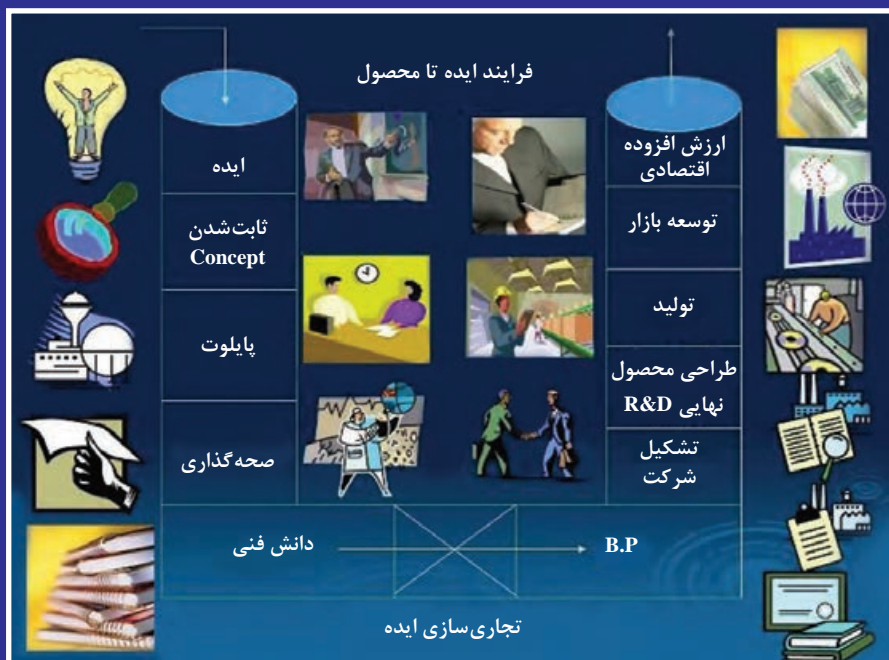 فرایند ایده تا محصول
ایده
ثابت‌شدن
Concept
پایلوت
صحه‌گذاری
دانش فنی
B.P
تشکیل
شرکت
طراحی محصول
نهایی R&D
تولید
توسعه بازار
ارزش افزوده
اقتصادی
تجاری‌سازی ایده